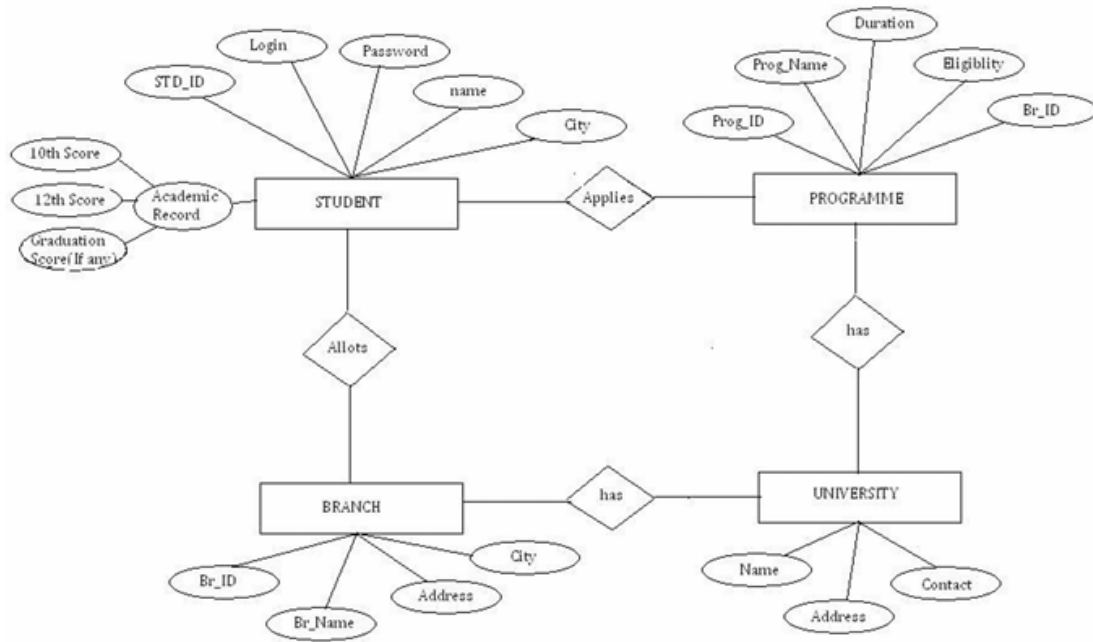 Duration
Login
Password
Prog_Name
Eligiblity
STD_ID
name
Prog_ID
Br_ID
City
10th Score
12th Score
Academic
Record
STUDENT
Applies
PROGRAMME
Graduation
Score(If any)
Allots
has
BRANCH
has
UNIVERSITY
City
Br_ID
Address
Br_Name
Name
Contact
Address